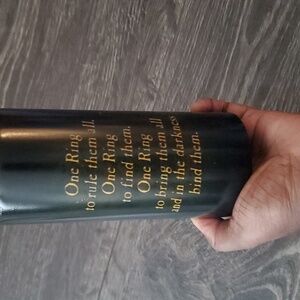 One Ring
to rule them all.
One Ring
to find them.
One Ring
to bring them all
and in the darkness
bind them.